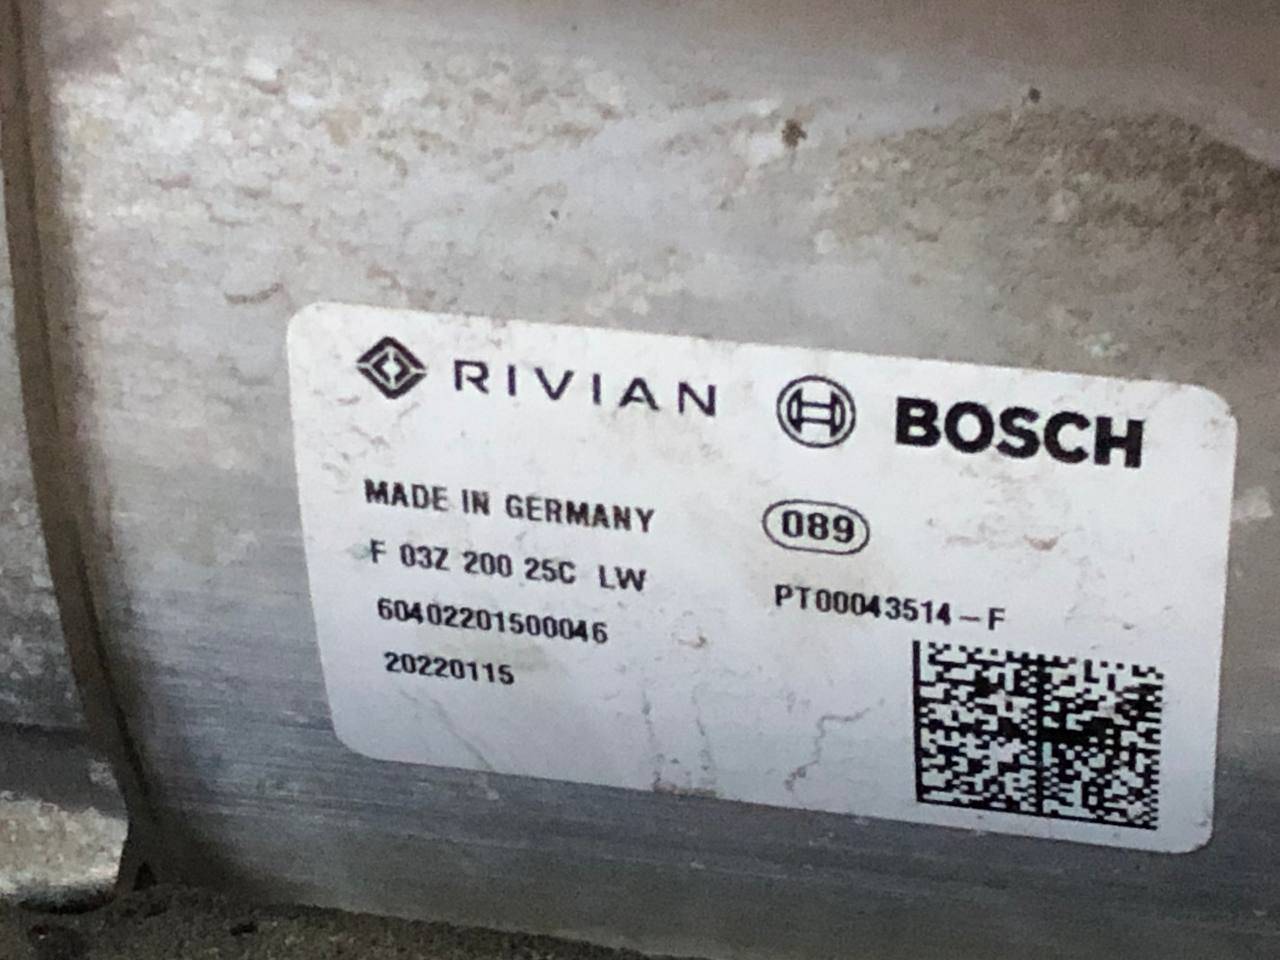 RIVIAN BOSCH
MADE IN GERMANY 089
F 03Z 200 25C LW
PT00043514-F
60402201500046
20220115